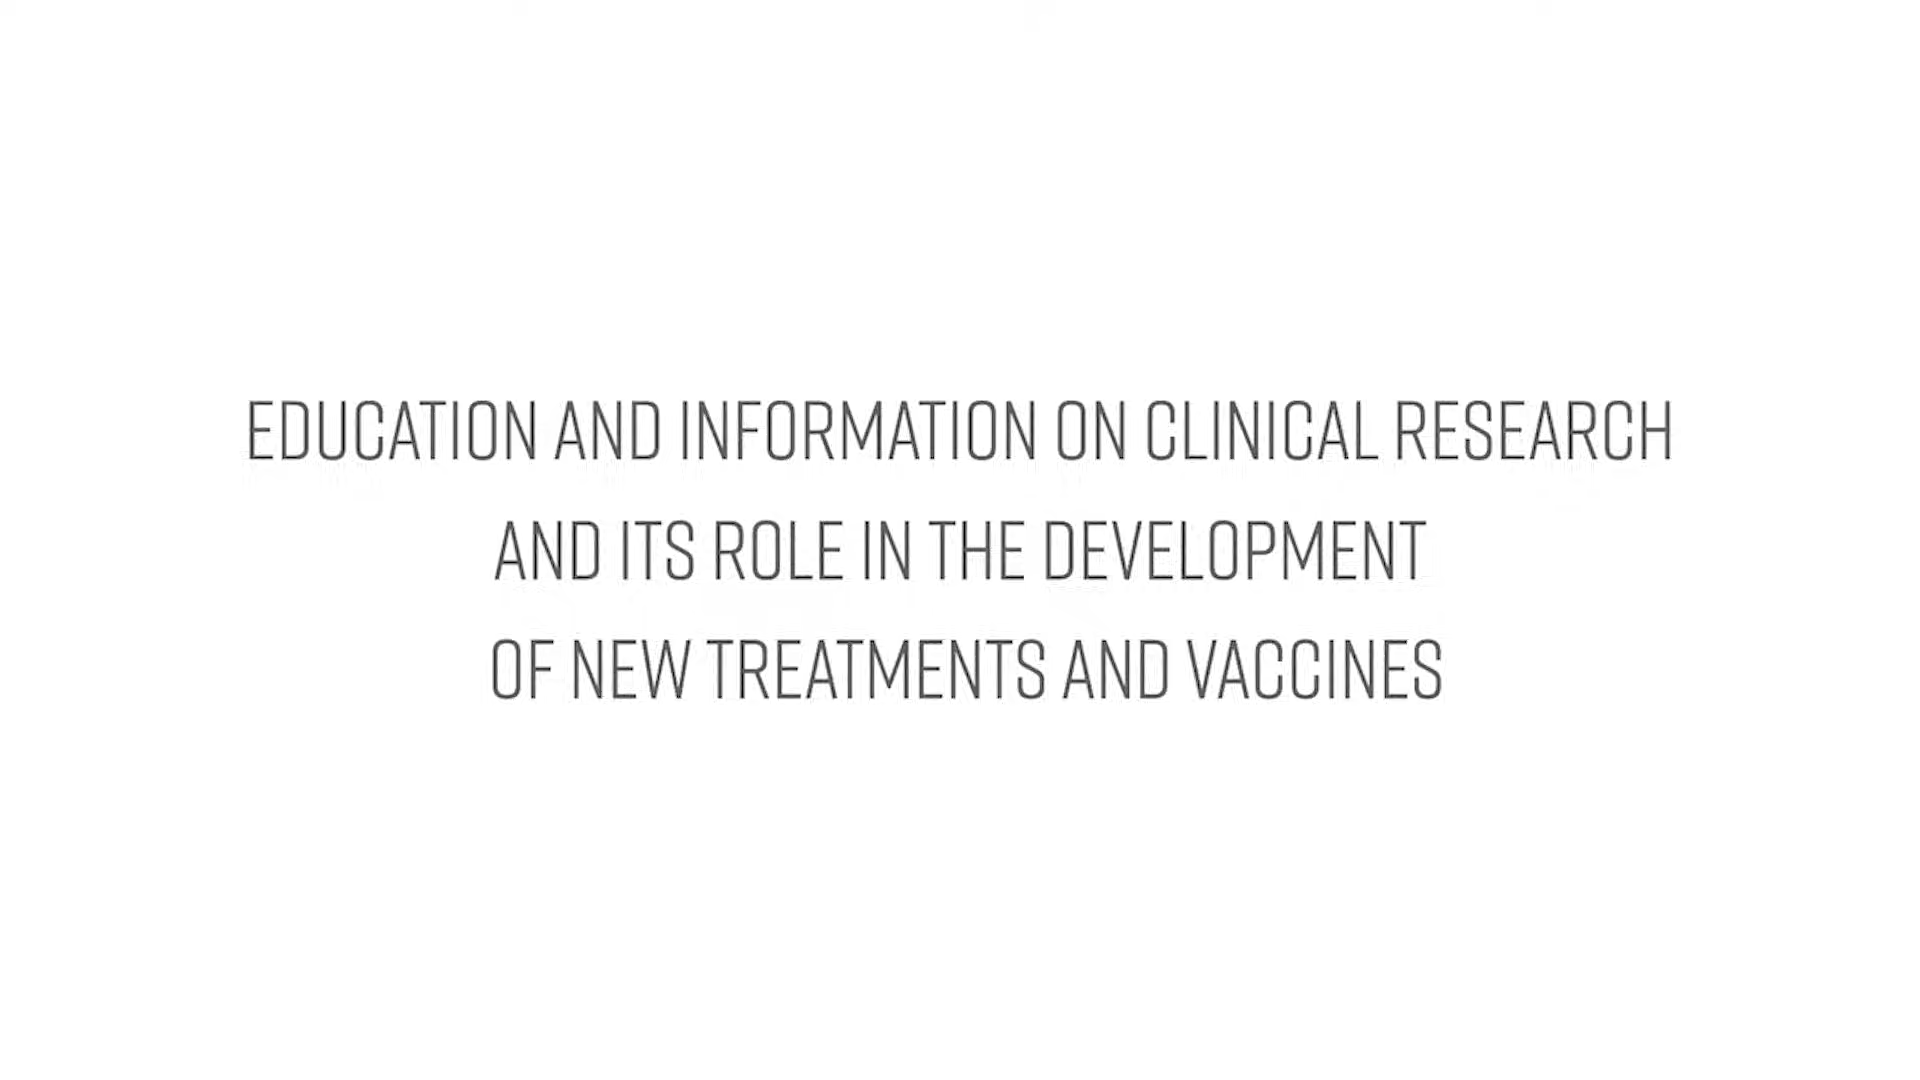 EDUCATION AND INFORMATION ON CLINICAL RESEARCH
AND ITS ROLE IN THE DEVELOPMENT
OF NEW TREATMENTS AND VACCINES